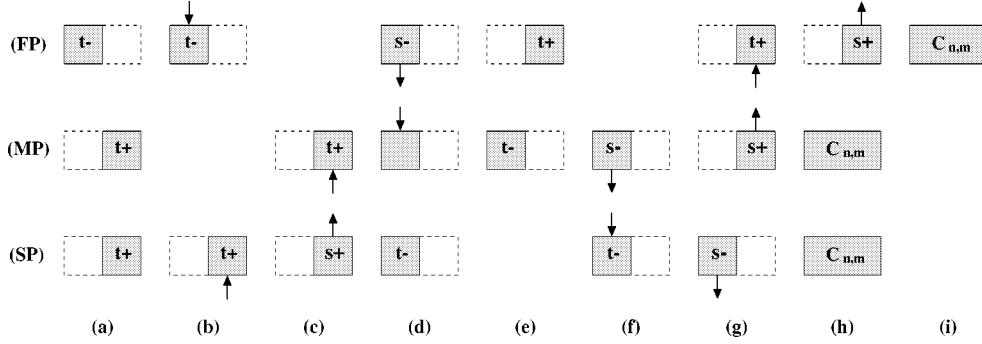 (FP) t- t- s- t+ t+ s+ C n,m
(MP) t+ t+ t- s- s+ C n,m
(SP) t+ t+ s+ t- t- s- C n,m
(a) (b) (c) (d) (e) (f) (g) (h) (i)